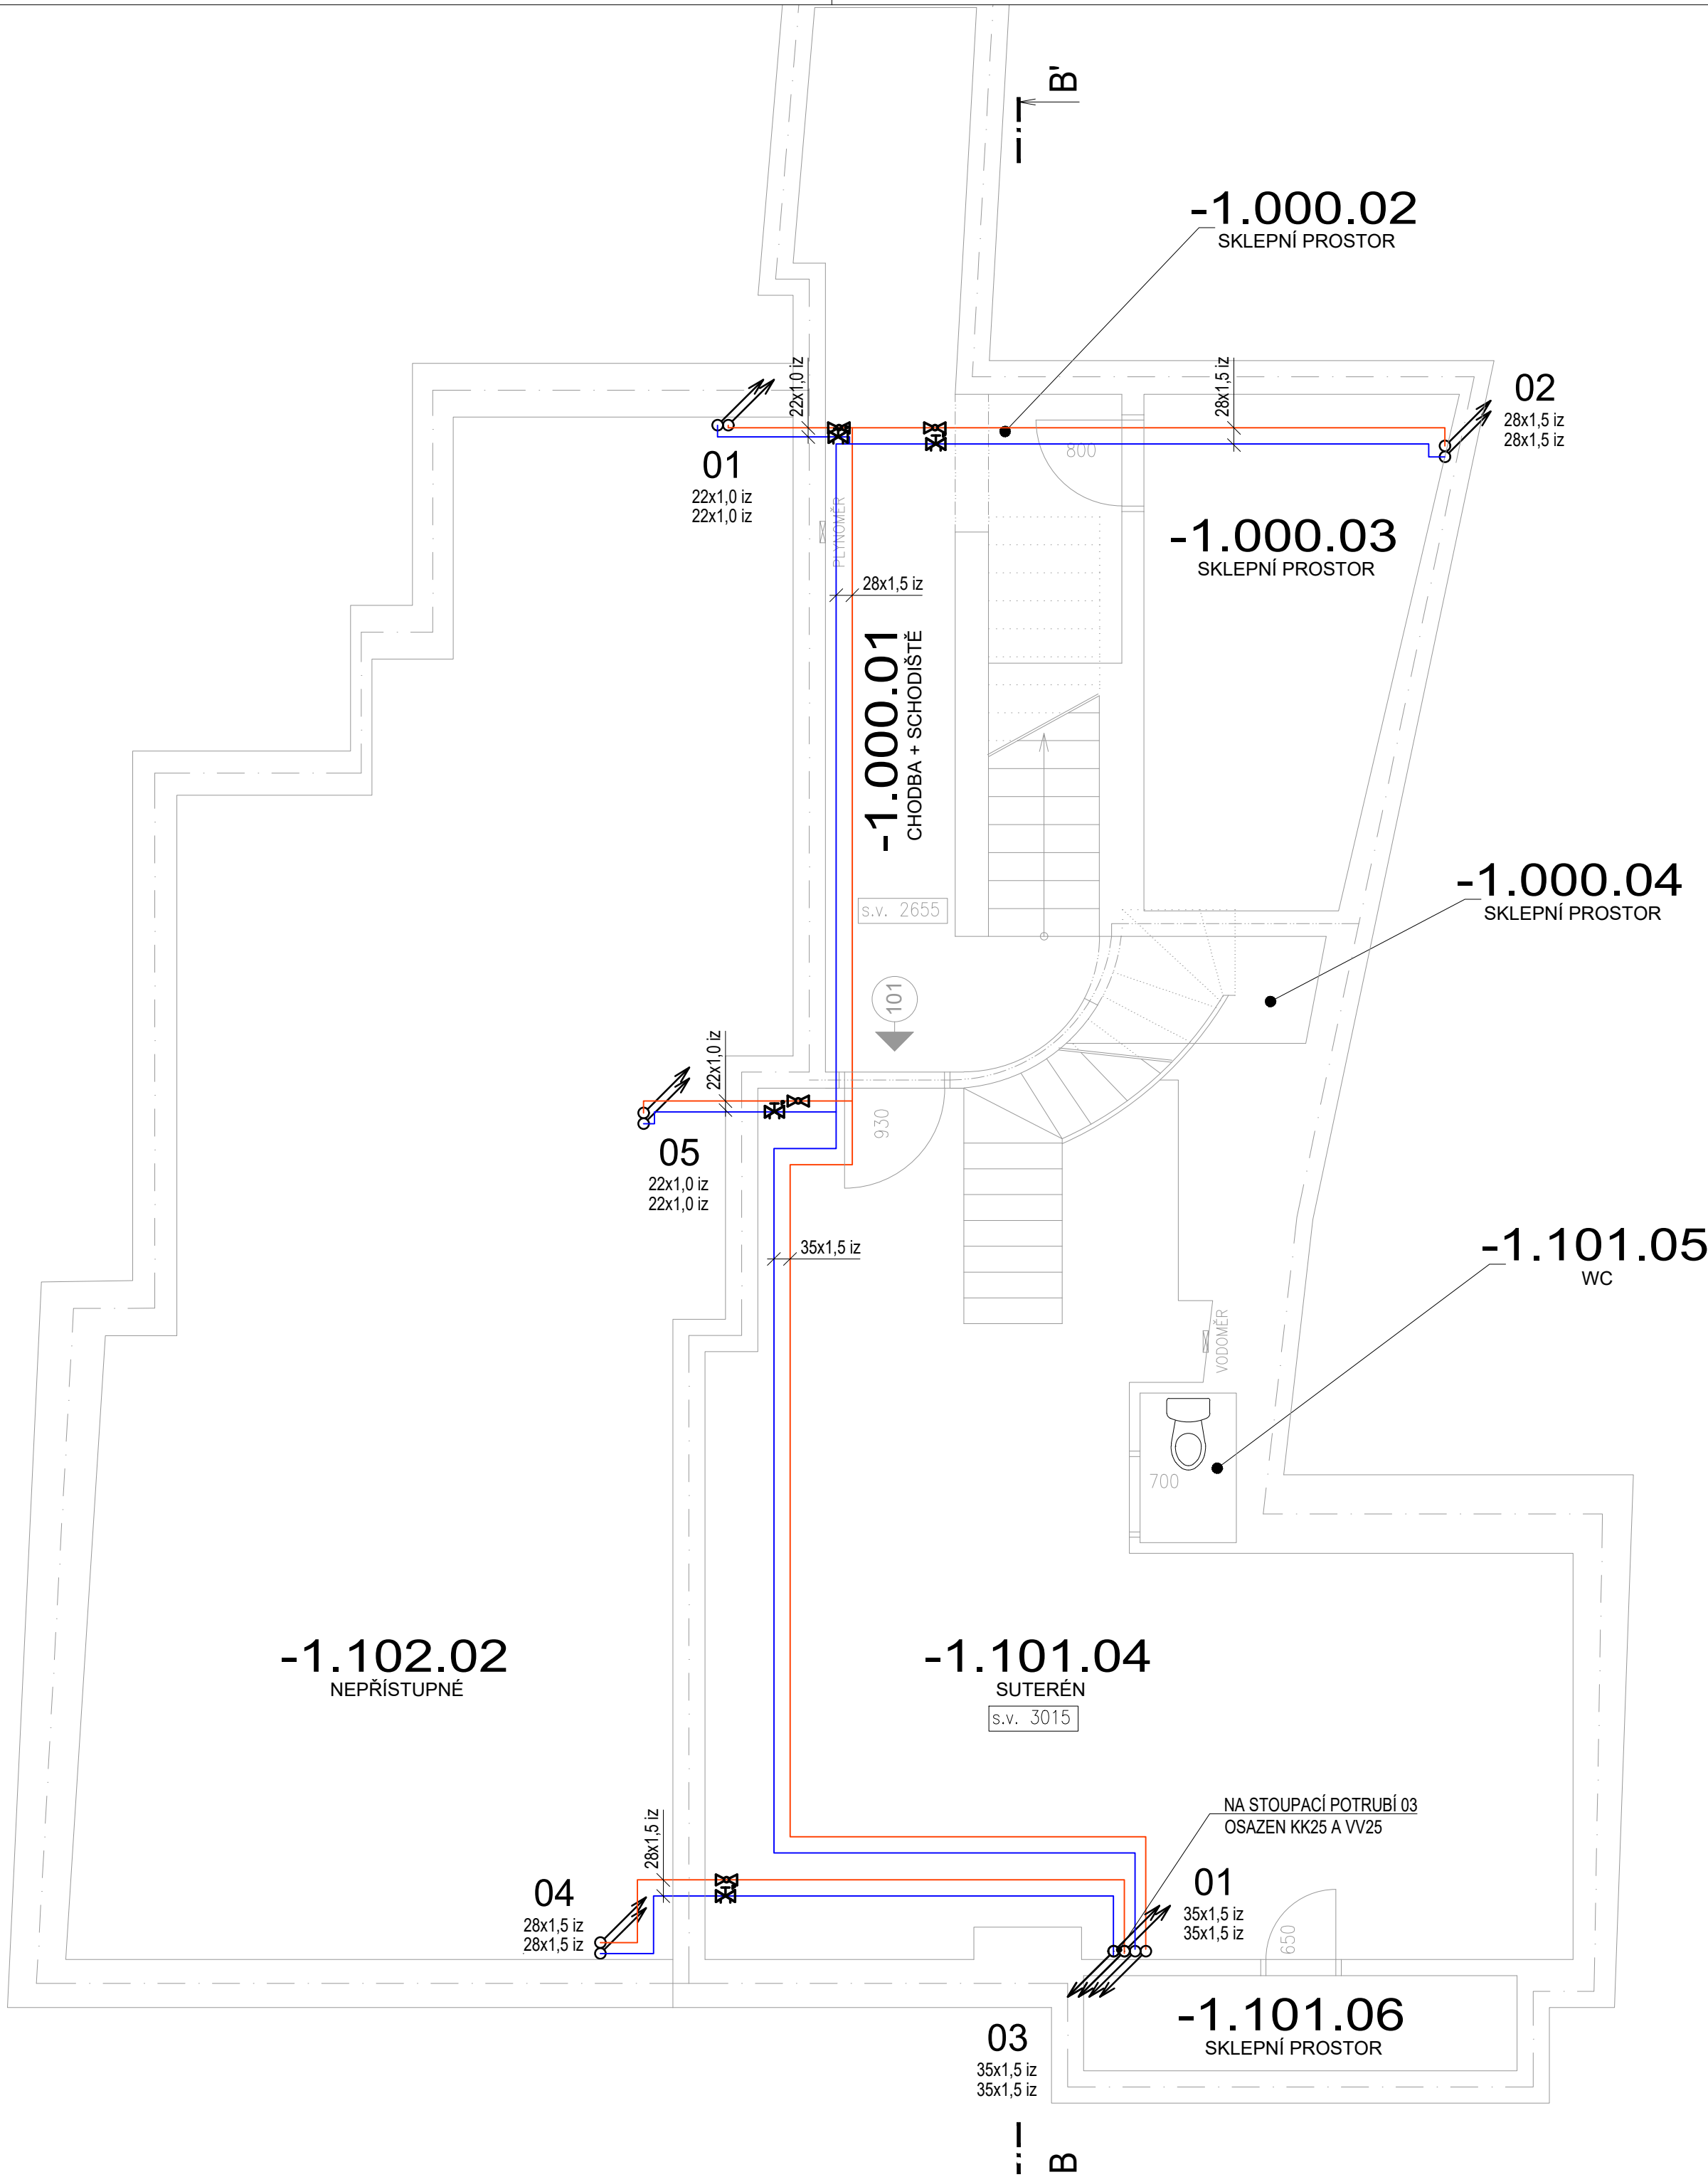 B'
-1.000.02
SKLEPNÍ PROSTOR
22x1,0 iz
28x1,5 iz
02
28x1,5 iz
28x1,5 iz
01
22x1,0 iz
22x1,0 iz
800
PLYNOMĚR
-1.000.03
SKLEPNÍ PROSTOR
28x1,5 iz
-1.000.01
CHODBA + SCHODIŠTĚ
-1.000.04
SKLEPNÍ PROSTOR
s.v. 2655
101
22x1,0 iz
930
05
22x1,0 iz
22x1,0 iz
35x1,5 iz
-1.101.05
WC
VODOMĚR
700
-1.102.02
NEPŘÍSTUPNÉ
-1.101.04
SUTERÉN
s.v. 3015
NA STOUPACÍ POTRUBÍ 03
OSAZEN KK25 A VV25
28x1,5 iz
04
28x1,5 iz
28x1,5 iz
01
35x1,5 iz
35x1,5 iz
650
-1.101.06
SKLEPNÍ PROSTOR
03
35x1,5 iz
35x1,5 iz
B